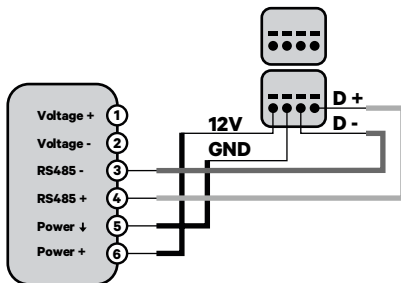 D +
12V
D -
GND
Voltage + 1
Voltage - 2
RS485 - 3
RS485 + 4
Power ↓ 5
Power + 6